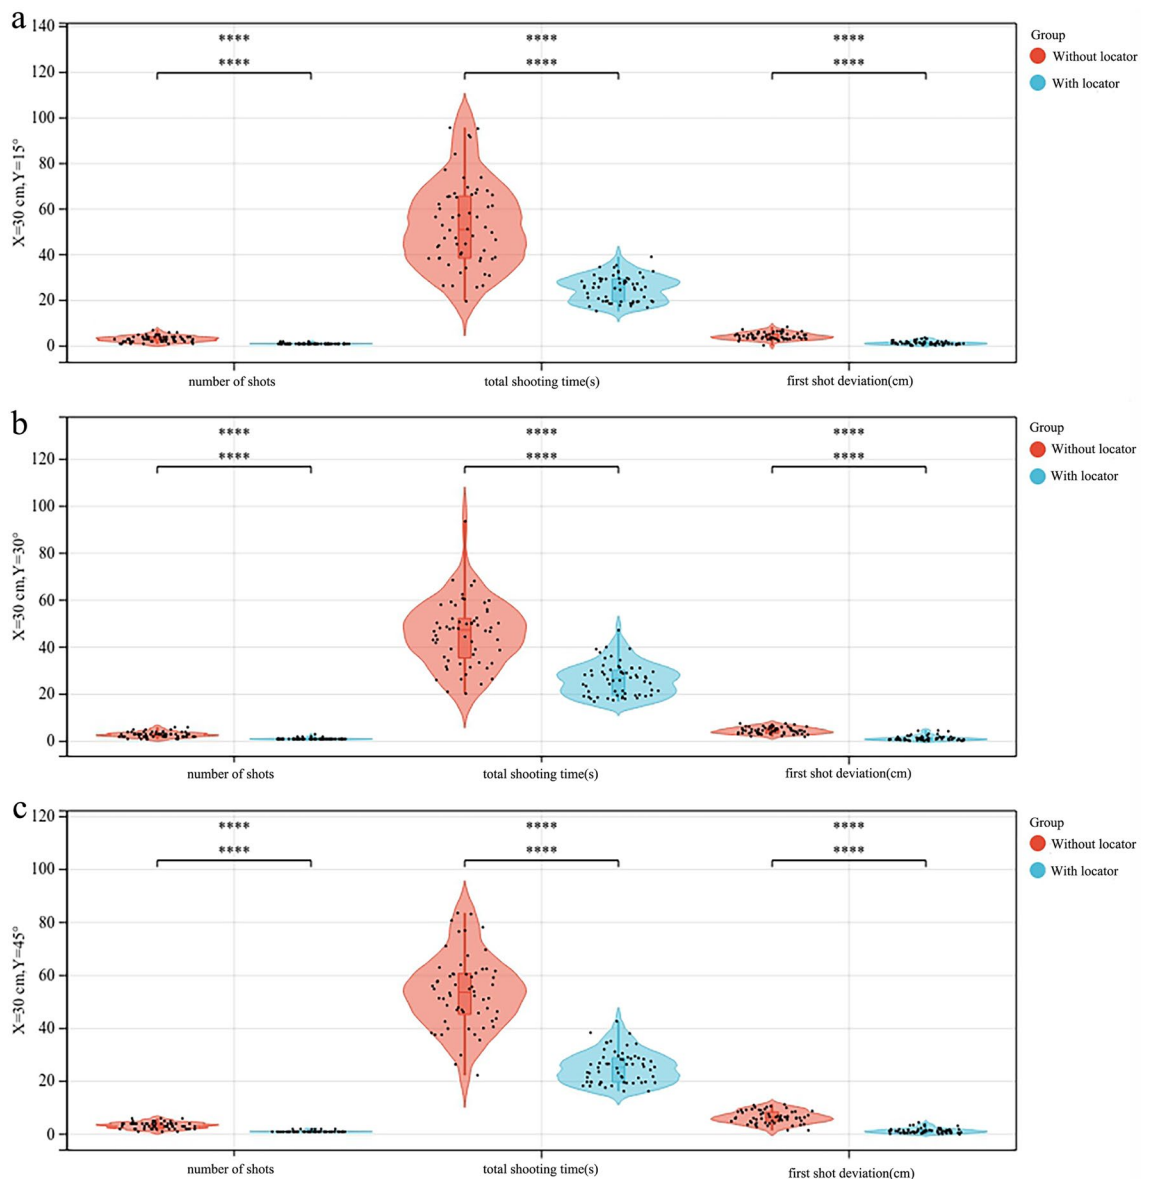 a
140
120
100
80
60
40
20
0
X=30 cm,Y=15°
**** **** ****
**** **** ****
number of shots total shooting time(s) first shot deviation(cm)
Group
Without locator
With locator
b
120
100
80
60
40
20
0
X=30 cm,Y=30°
**** **** ****
**** **** ****
number of shots total shooting time(s) first shot deviation(cm)
Group
Without locator
With locator
c
120
100
80
60
40
20
0
X=30 cm,Y=45°
**** **** ****
**** **** ****
number of shots total shooting time(s) first shot deviation(cm)
Group
Without locator
With locator